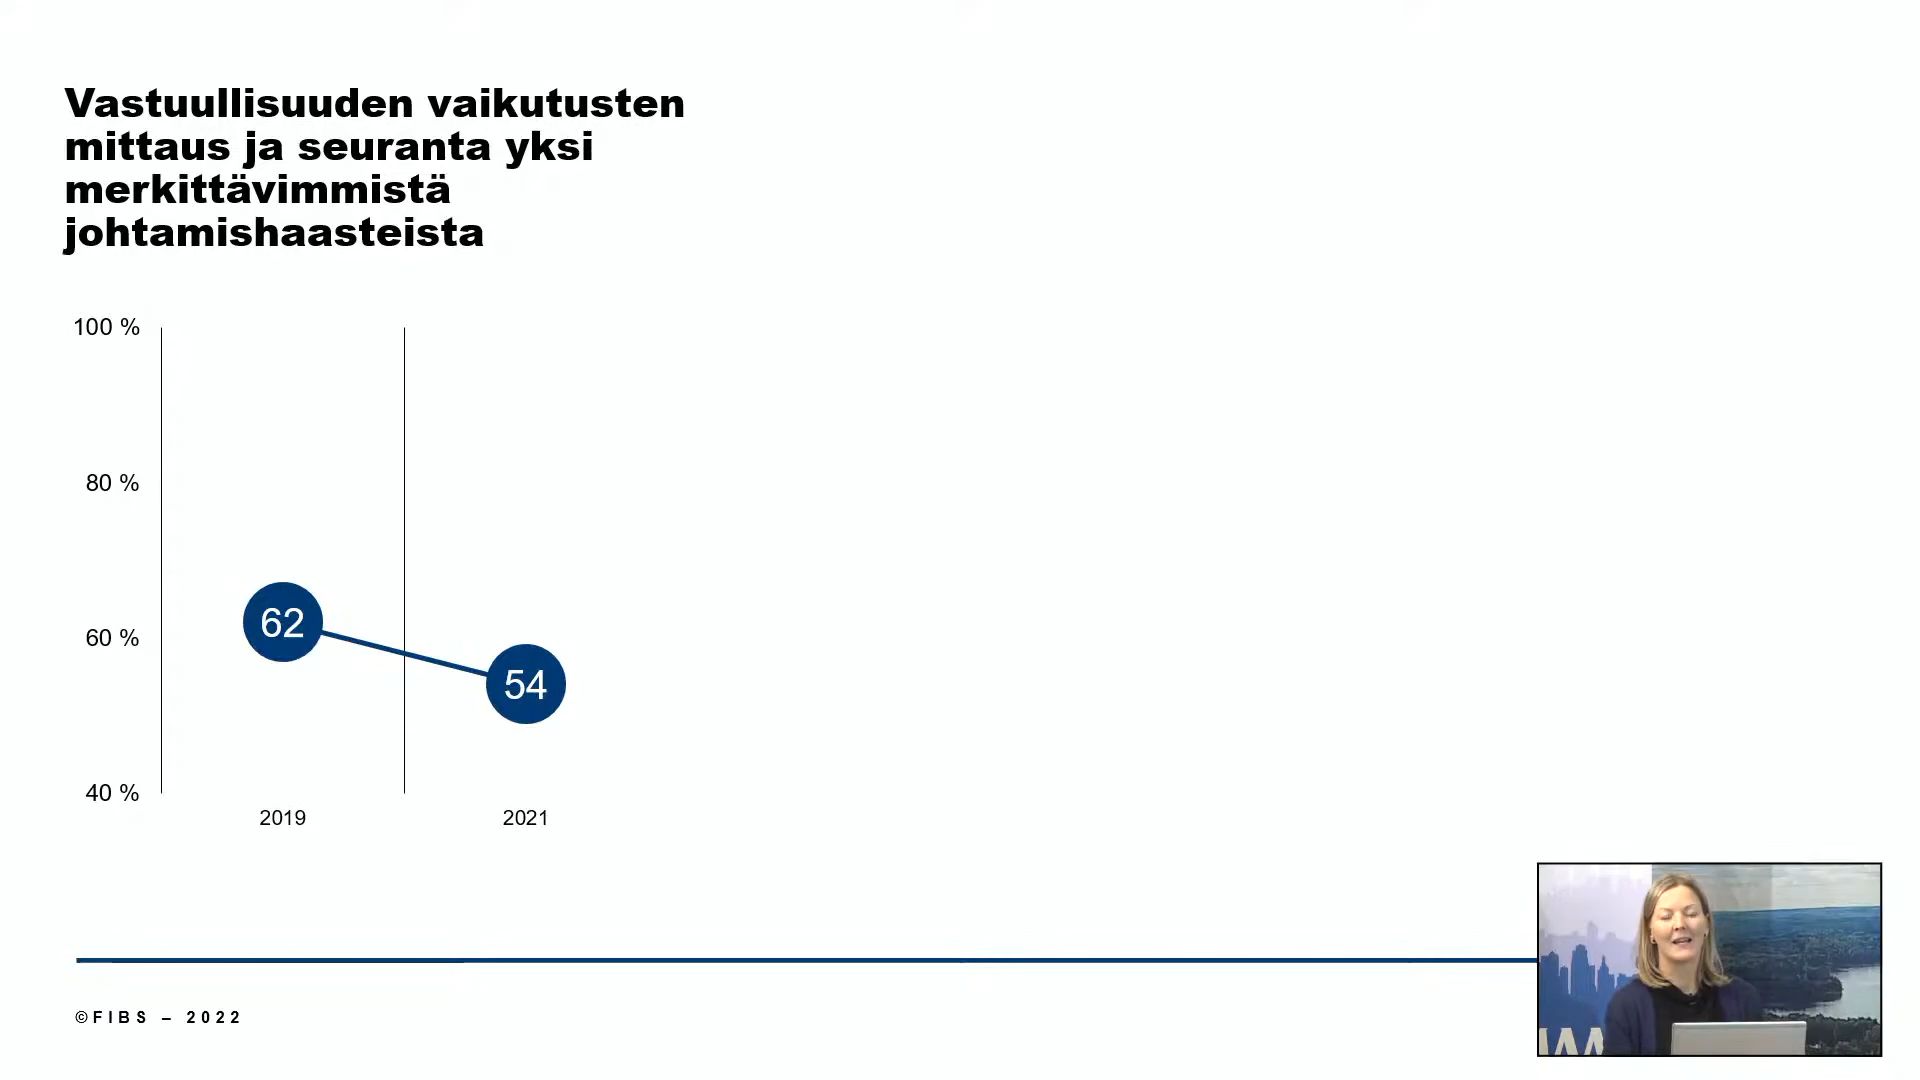 Vastuullisuuden vaikutusten
mittaus ja seuranta yksi
merkittävimmistä
johtamishaasteista
100 %
80 %
60 %
40 %
62
54
2019
2021
©FIBS – 2022